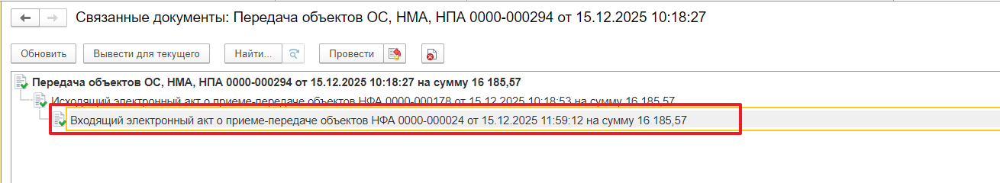 Связанные документы: Передача объектов ОС, НМА, НПА 0000-000294 от 15.12.2025 10:18:27
Обновить Вывести для текущего Найти... Провести
Передача объектов ОС, НМА, НПА 0000-000294 от 15.12.2025 10:18:27 на сумму 16 185,57
Исходящий электронный акт о приеме-передаче объектов НФА 0000-000178 от 15.12.2025 10:18:53 на сумму 16 185,57
Входящий электронный акт о приеме-передаче объектов НФА 0000-000024 от 15.12.2025 11:59:12 на сумму 16 185,57